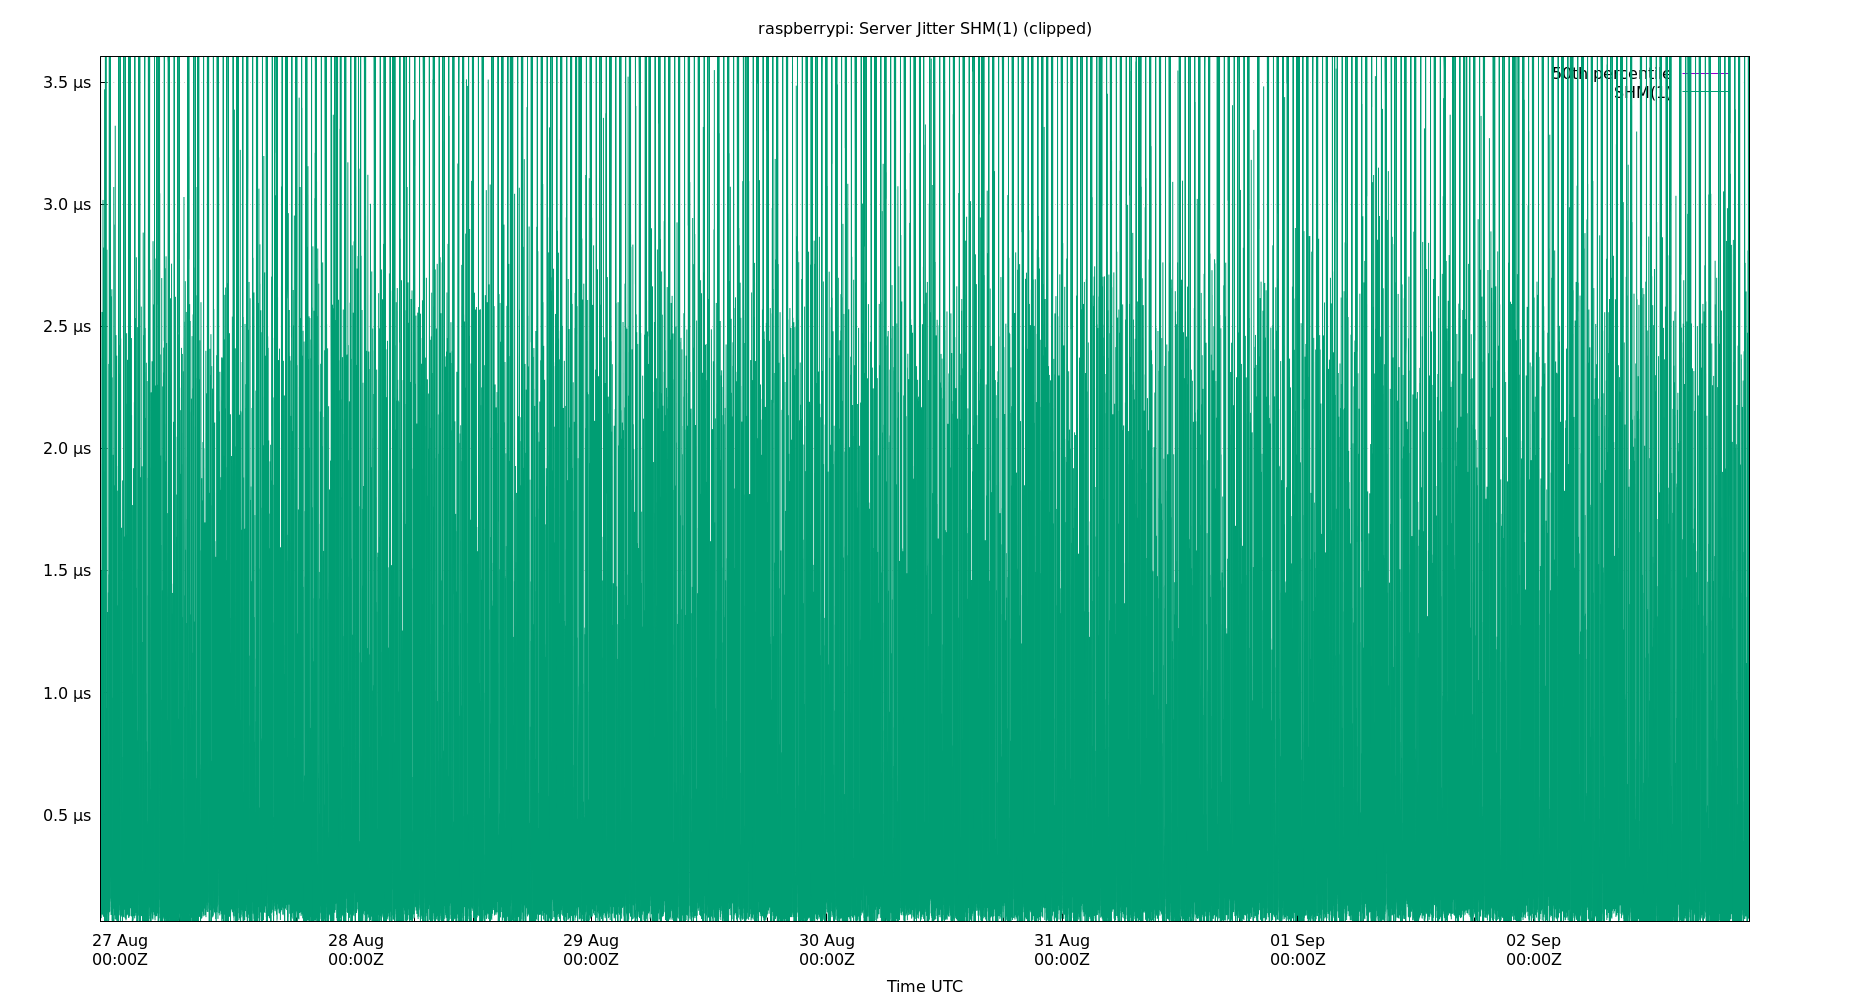 raspberrypi: Server Jitter SHM(1) (clipped)
3.5 µs
50th percentile
SHM(1)
3.0 µs
2.5 µs
2.0 µs
1.5 µs
1.0 µs
0.5 µs
27 Aug 28 Aug 29 Aug 30 Aug 31 Aug 01 Sep 02 Sep
00:00Z 00:00Z 00:00Z 00:00Z 00:00Z 00:00Z 00:00Z
Time UTC